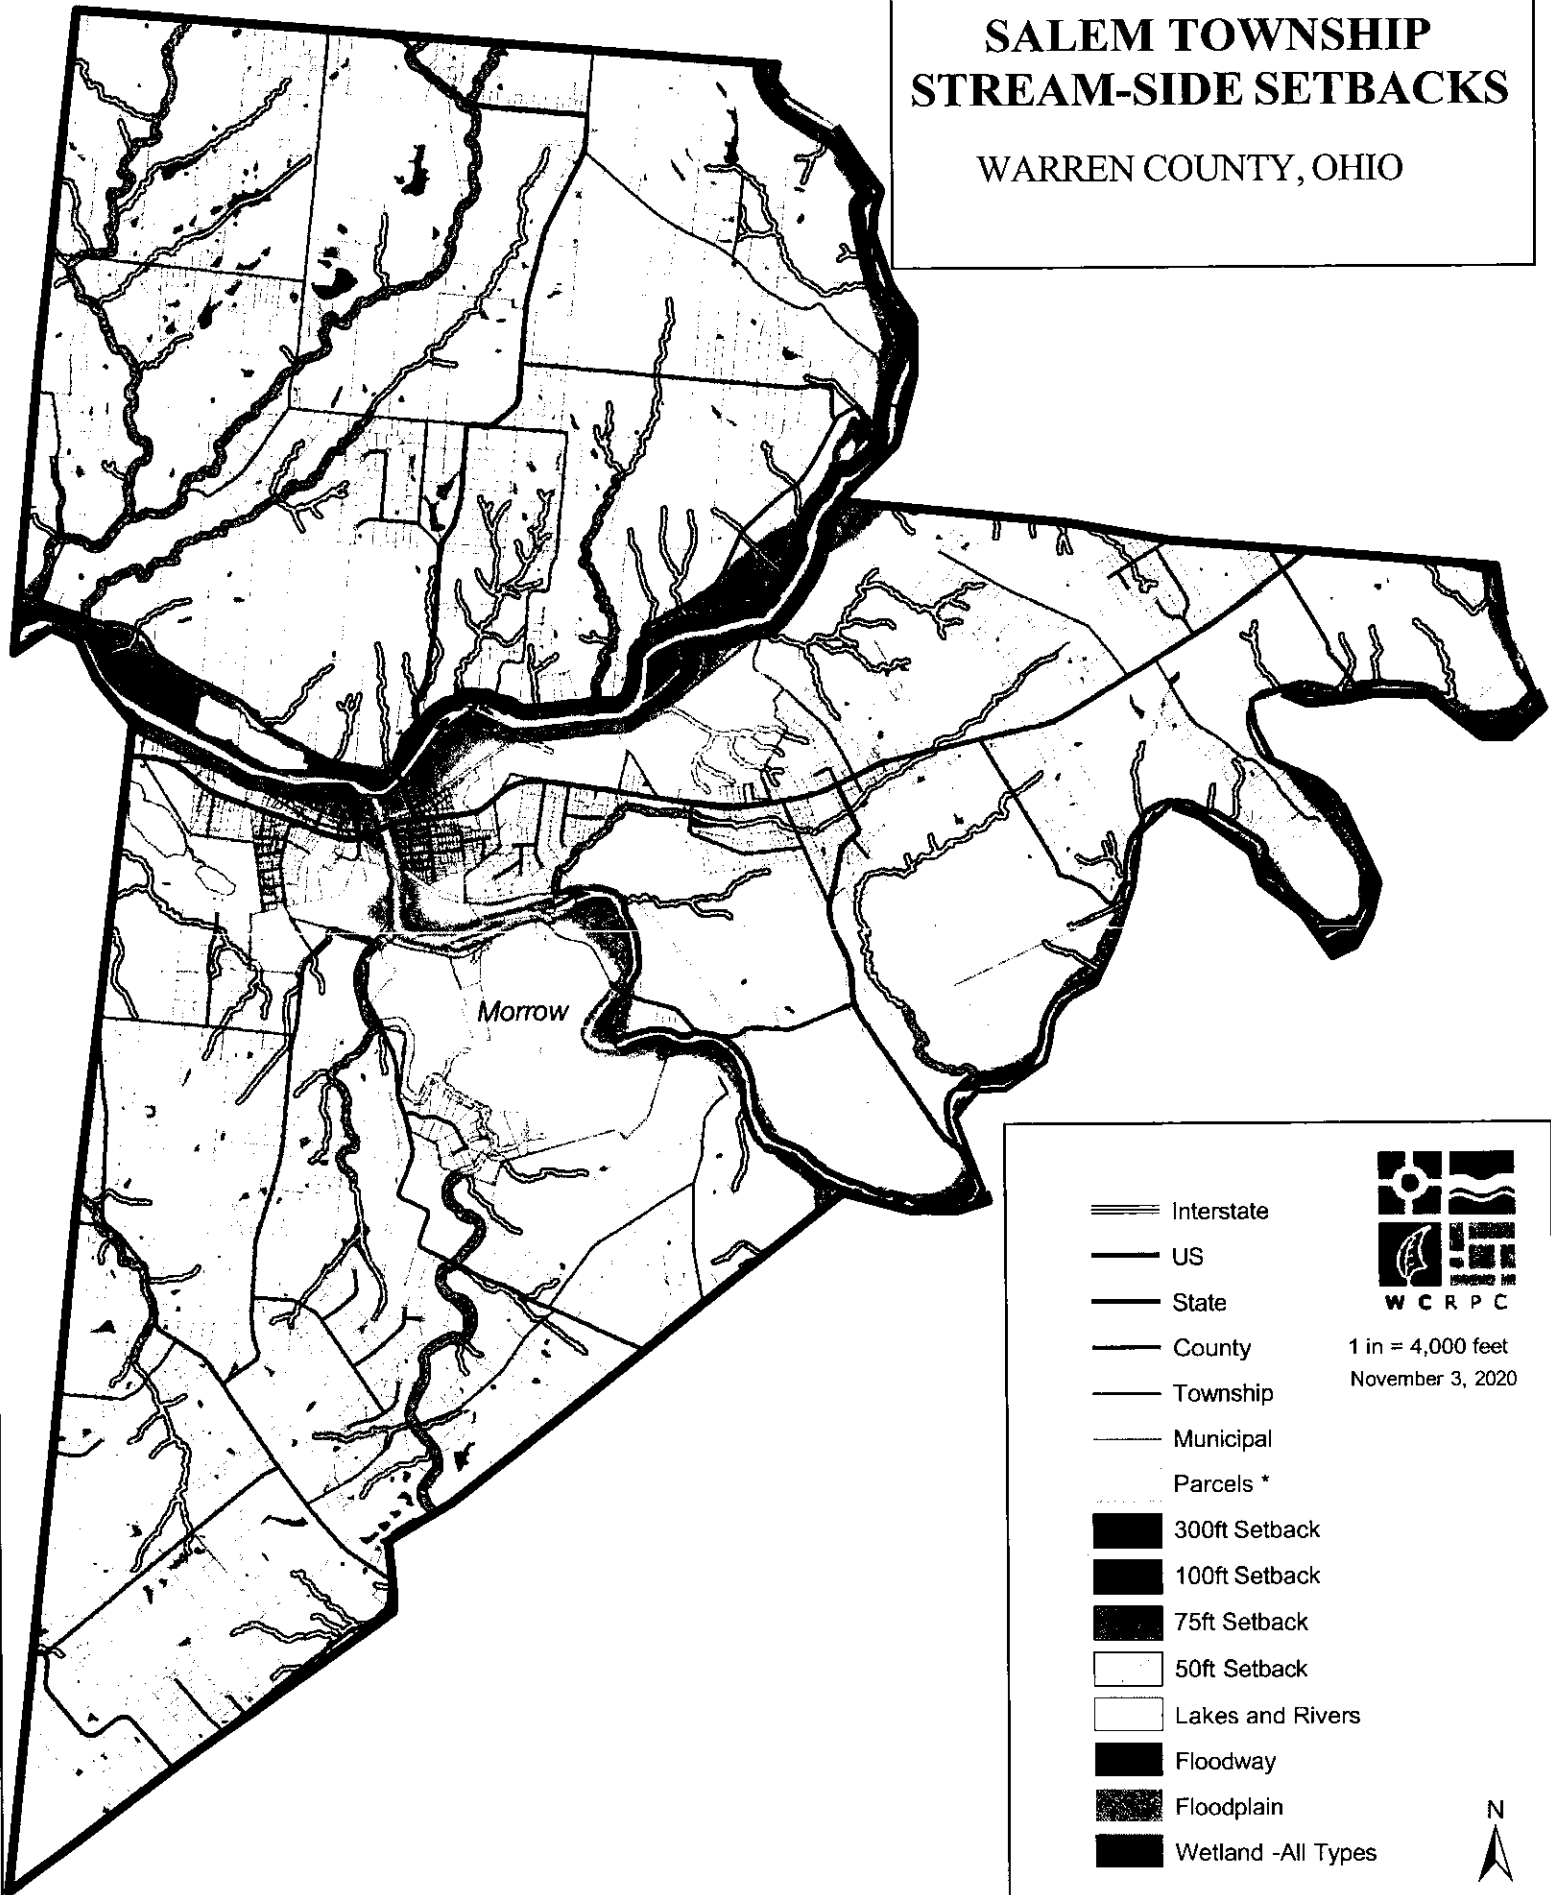 SALEM TOWNSHIP
STREAM-SIDE SETBACKS
WARREN COUNTY, OHIO
Morrow
Interstate
US
State
County
Township
Municipal
Parcels *
300ft Setback
100ft Setback
75ft Setback
50ft Setback
Lakes and Rivers
Floodway
Floodplain
Wetland -All Types
W C R P C
1 in = 4,000 feet
November 3, 2020
N